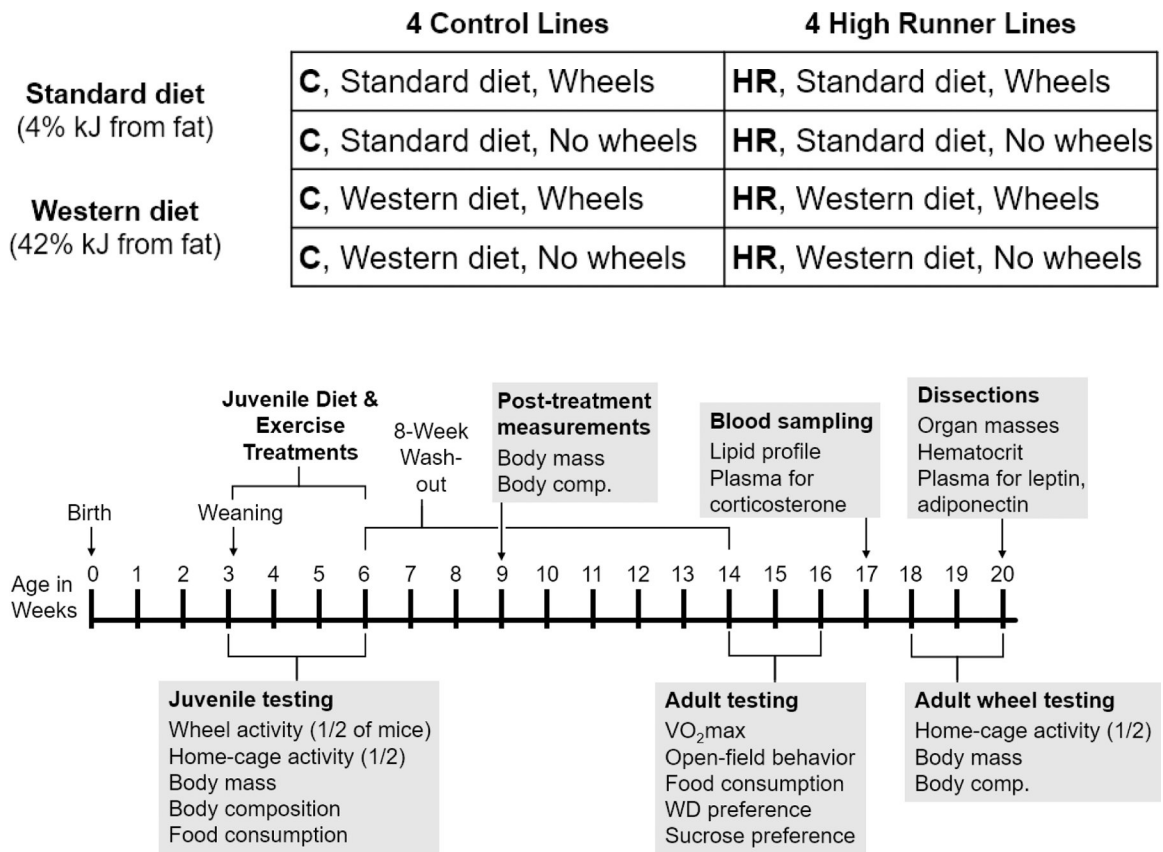 4 Control Lines
4 High Runner Lines
Standard diet
(4% kJ from fat)
C, Standard diet, Wheels
HR, Standard diet, Wheels
C, Standard diet, No wheels
HR, Standard diet, No wheels
Western diet
(42% kJ from fat)
C, Western diet, Wheels
HR, Western diet, Wheels
C, Western diet, No wheels
HR, Western diet, No wheels
Juvenile Diet &
Exercise
Treatments
8-Week
Wash-
out
Post-treatment
measurements
Body mass
Body comp.
Blood sampling
Lipid profile
Plasma for
corticosterone
Dissections
Organ masses
Hematocrit
Plasma for leptin,
adiponectin
Birth
Weaning
Age in
Weeks
0 1 2 3 4 5 6 7 8 9 10 11 12 13 14 15 16 17 18 19 20
Juvenile testing
Wheel activity (1/2 of mice)
Home-cage activity (1/2)
Body mass
Body composition
Food consumption
Adult testing
VO₂max
Open-field behavior
Food consumption
WD preference
Sucrose preference
Adult wheel testing
Home-cage activity (1/2)
Body mass
Body comp.